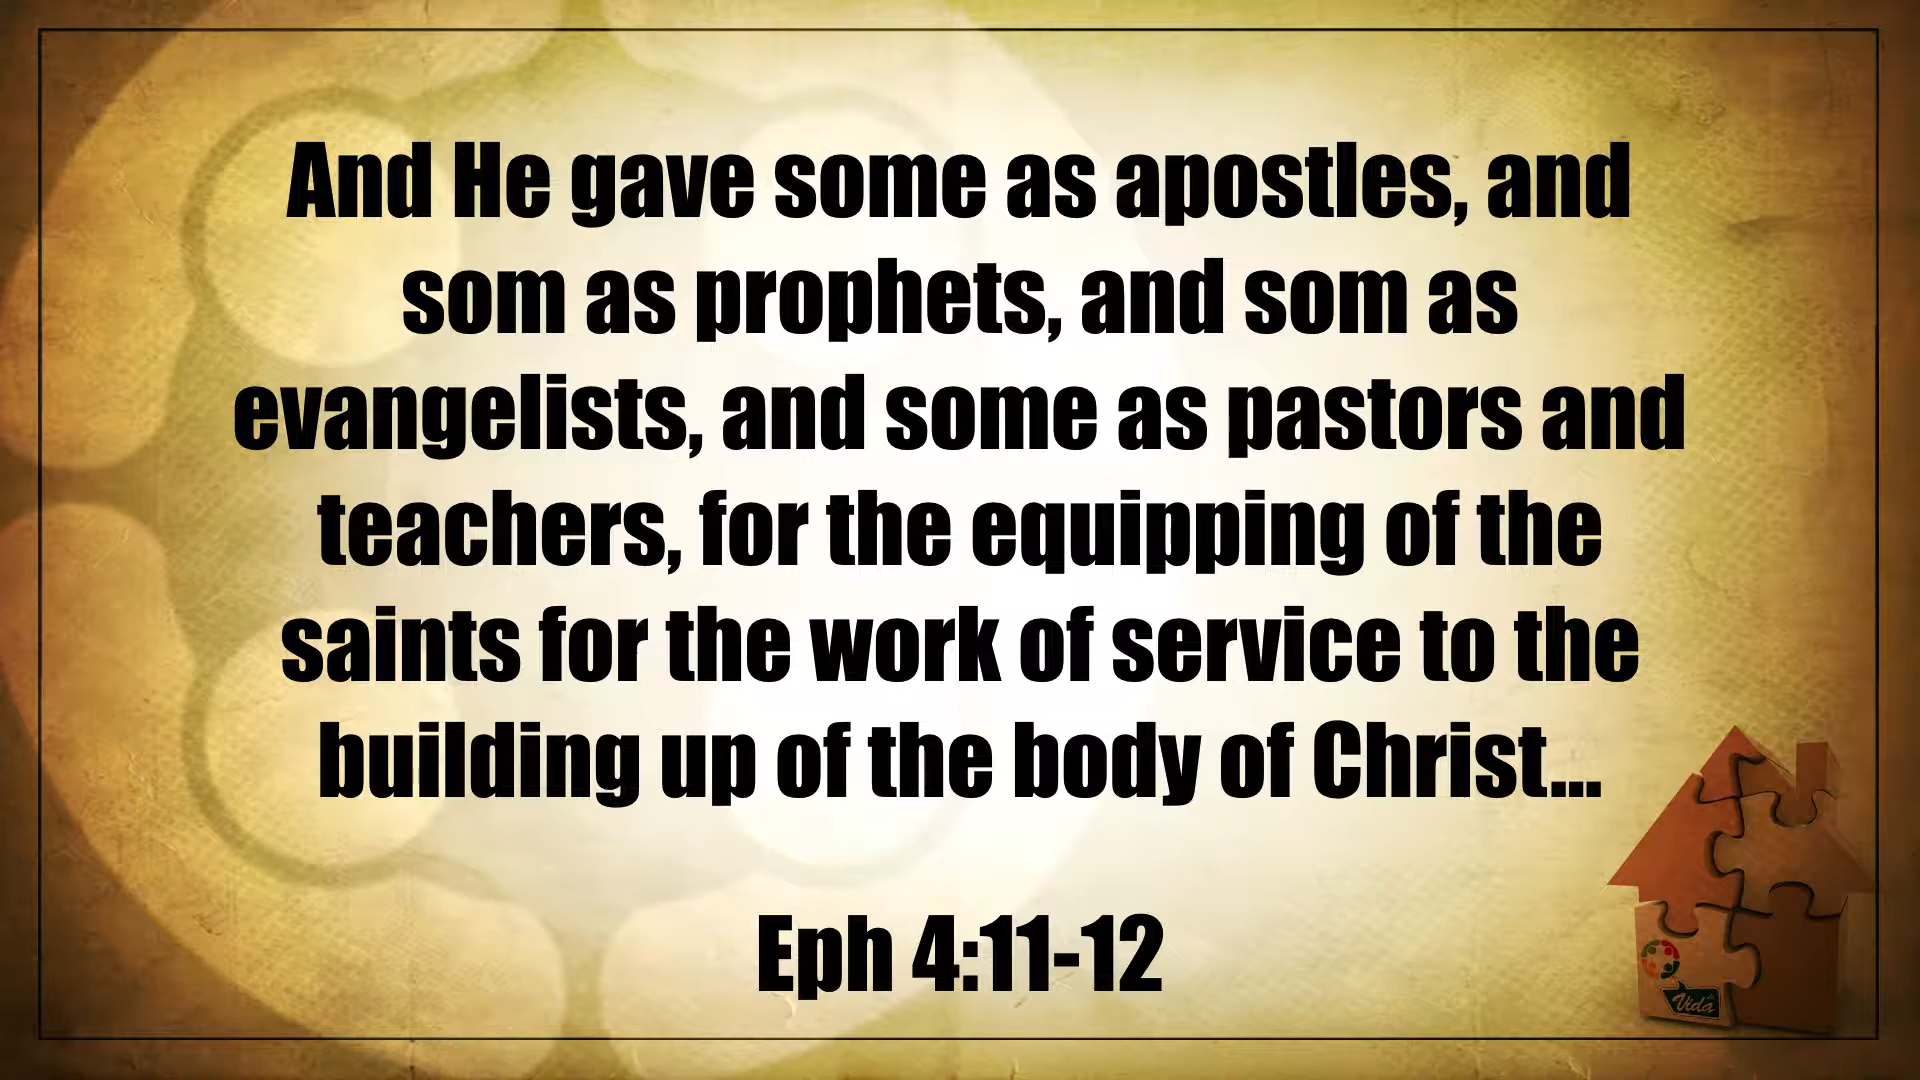 And He gave some as apostles, and
som as prophets, and som as
evangelists, and some as pastors and
teachers, for the equipping of the
saints for the work of service to the
building up of the body of Christ...
Eph 4:11-12
Vida